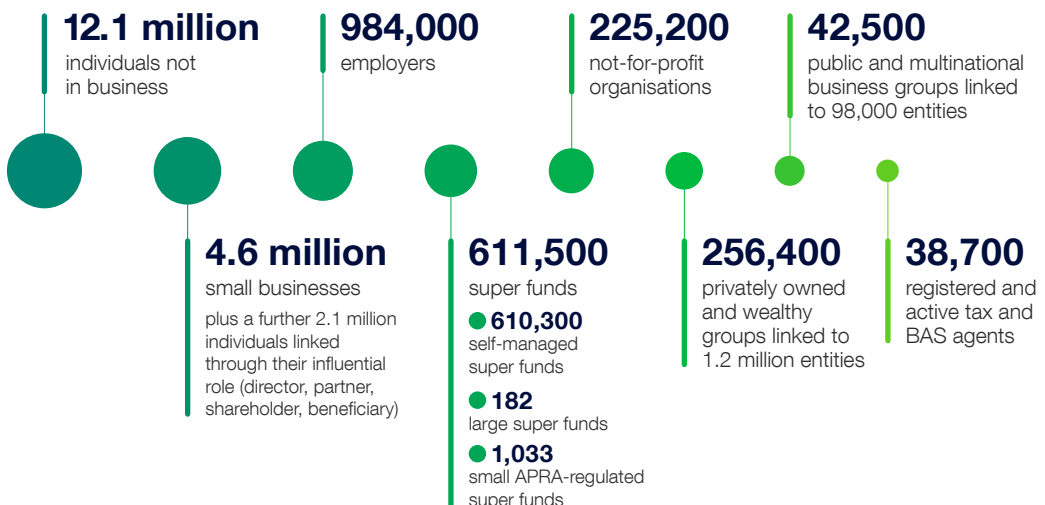 12.1 million
individuals not
in business
984,000
employers
225,200
not-for-profit
organisations
42,500
public and multinational
business groups linked
to 98,000 entities
4.6 million
small businesses
plus a further 2.1 million
individuals linked
through their influential
role (director, partner,
shareholder, beneficiary)
611,500
super funds
610,300
self-managed
super funds
182
large super funds
1,033
small APRA-regulated
super funds
256,400
privately owned
and wealthy
groups linked to
1.2 million entities
38,700
registered and
active tax and
BAS agents